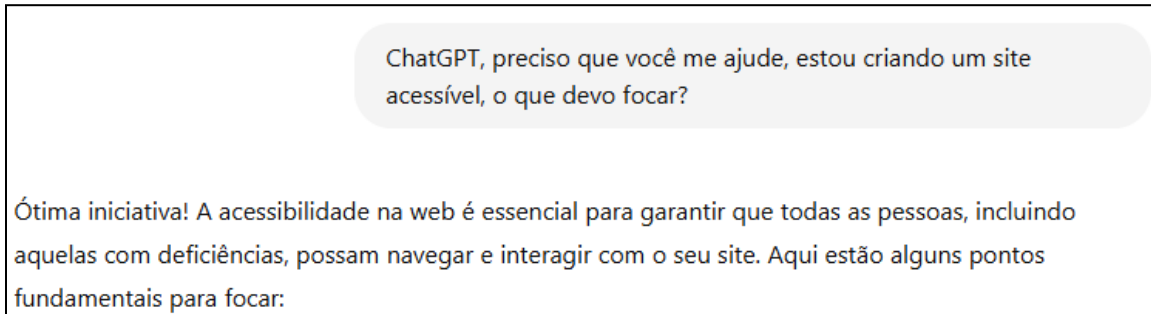 ChatGPT, preciso que você me ajude, estou criando um site
acessível, o que devo focar?
Ótima iniciativa! A acessibilidade na web é essencial para garantir que todas as pessoas, incluindo
aquelas com deficiências, possam navegar e interagir com o seu site. Aqui estão alguns pontos
fundamentais para focar: